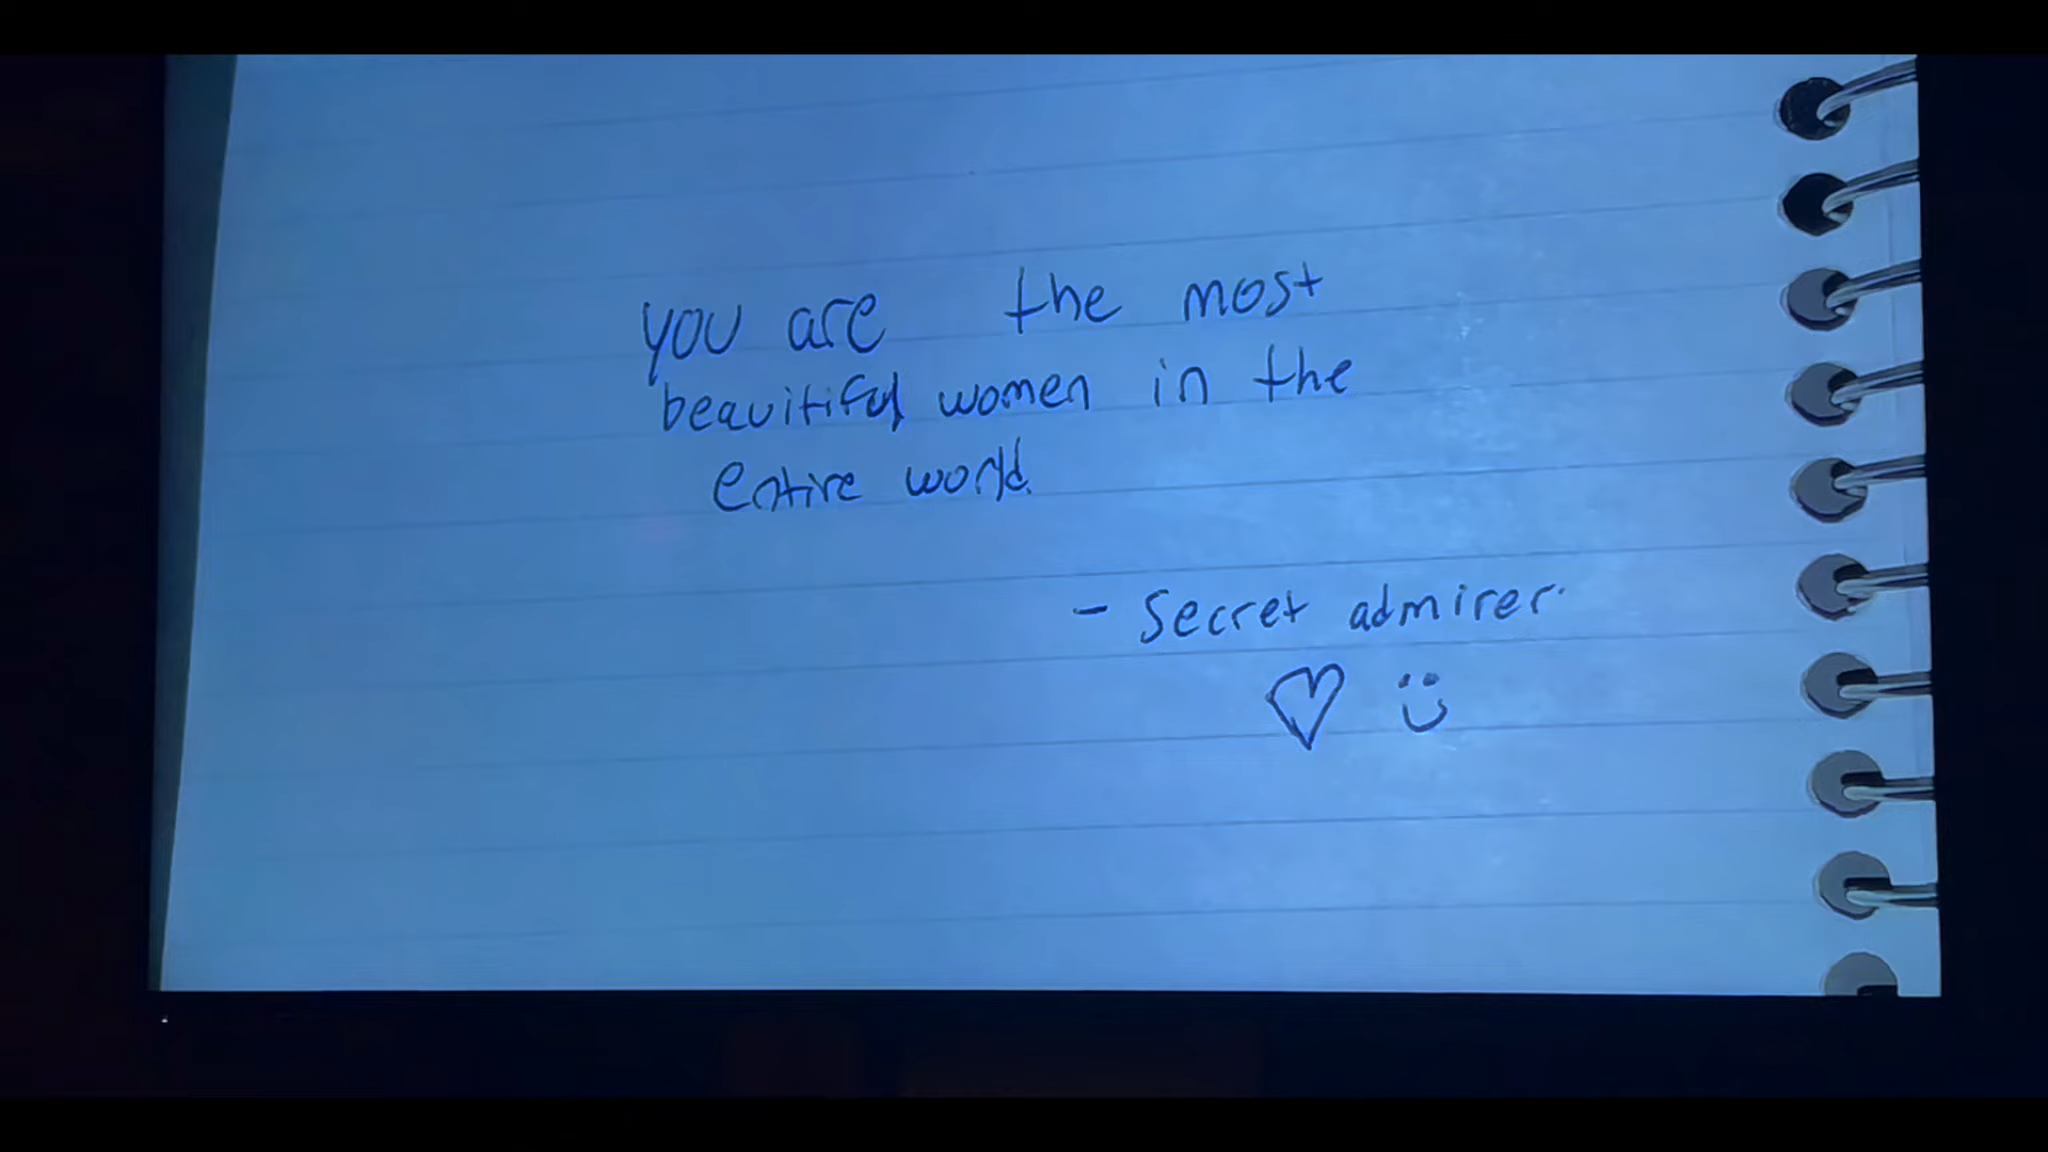 you are the most
beauitiful women in the
entire world.
- Secret admirer.